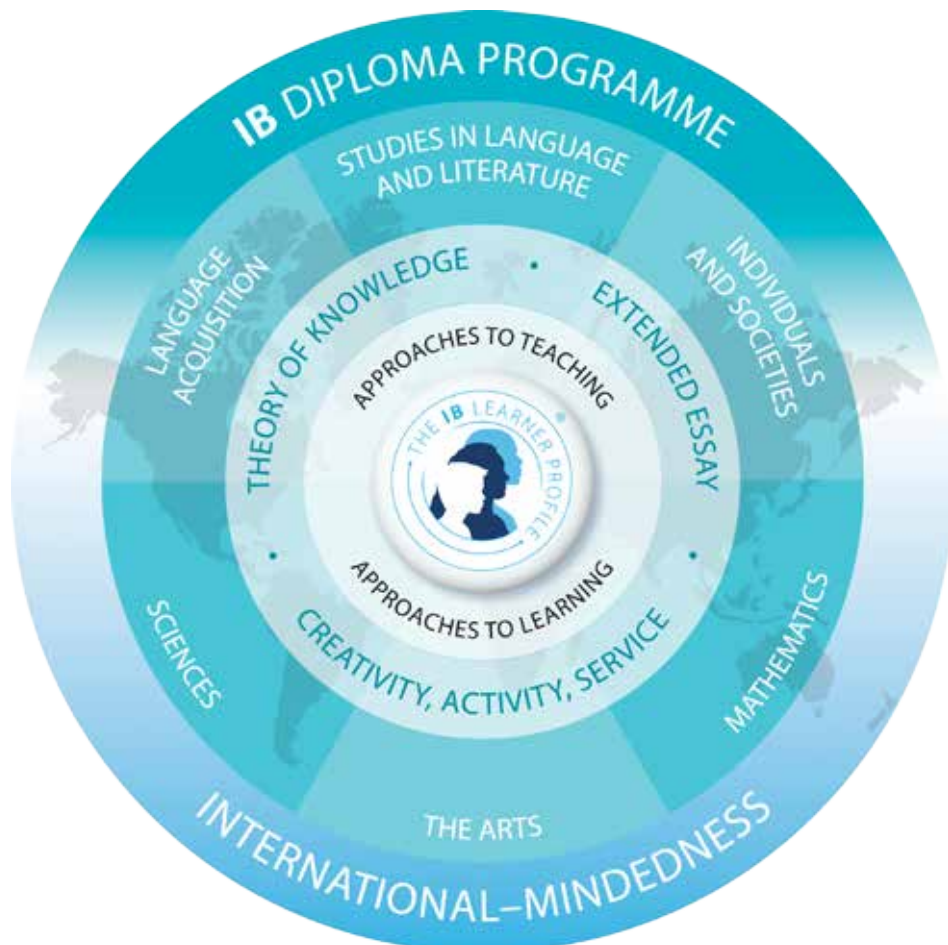 IB DIPLOMA PROGRAMME
STUDIES IN LANGUAGE
AND LITERATURE
LANGUAGE
ACQUISITION
INDIVIDUALS
AND SOCIETIES
THEORY OF KNOWLEDGE
•
EXTENDED ESSAY
APPROACHES TO TEACHING
• THE IB LEARNER PROFILE •
®
APPROACHES TO LEARNING
•
CREATIVITY, ACTIVITY, SERVICE
•
SCIENCES
MATHEMATICS
THE ARTS
INTERNATIONAL–MINDEDNESS